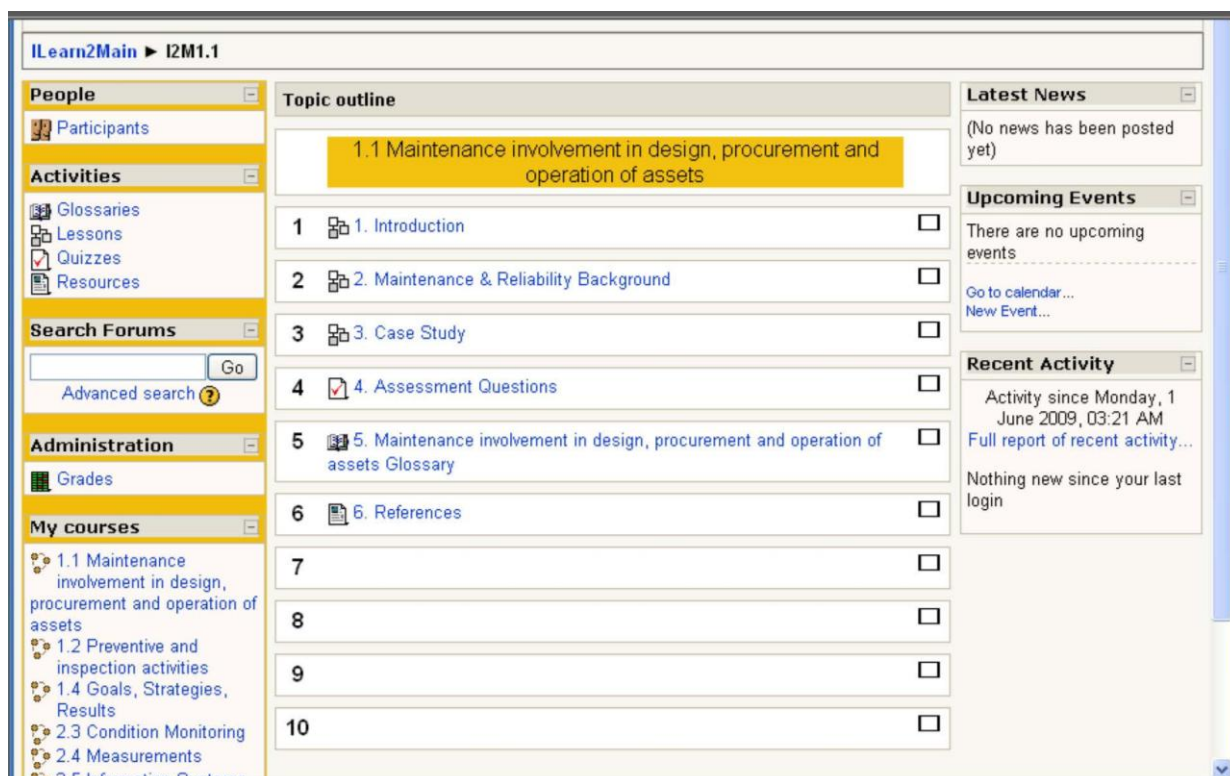 ILearn2Main ► I2M1.1
People
Participants
Activities
Glossaries
Lessons
Quizzes
Resources
Search Forums
Go
Advanced search ?
Administration
Grades
My courses
1.1 Maintenance
involvement in design,
procurement and operation of
assets
1.2 Preventive and
inspection activities
1.4 Goals, Strategies,
Results
2.3 Condition Monitoring
2.4 Measurements
Topic outline
1.1 Maintenance involvement in design, procurement and
operation of assets
1 1. Introduction
2 2. Maintenance & Reliability Background
3 3. Case Study
4 4. Assessment Questions
5 5. Maintenance involvement in design, procurement and operation of
assets Glossary
6 6. References
7
8
9
10
Latest News
(No news has been posted
yet)
Upcoming Events
There are no upcoming
events
Go to calendar...
New Event...
Recent Activity
Activity since Monday, 1
June 2009, 03:21 AM
Full report of recent activity...
Nothing new since your last
login